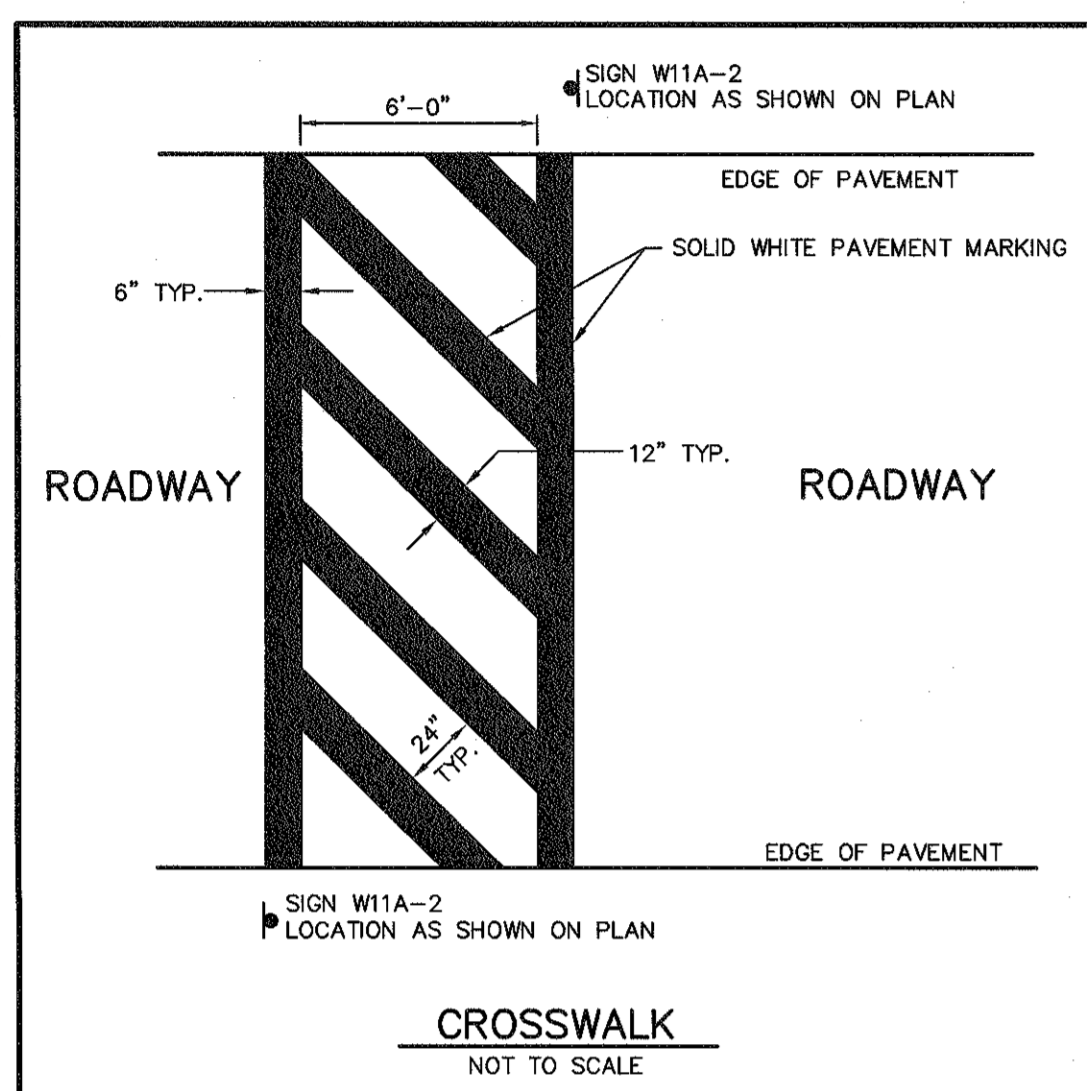 SIGN W11A-2
LOCATION AS SHOWN ON PLAN
6'-0"
EDGE OF PAVEMENT
SOLID WHITE PAVEMENT MARKING
6" TYP.
12" TYP.
ROADWAY
ROADWAY
24"
TYP.
EDGE OF PAVEMENT
SIGN W11A-2
LOCATION AS SHOWN ON PLAN
CROSSWALK
NOT TO SCALE